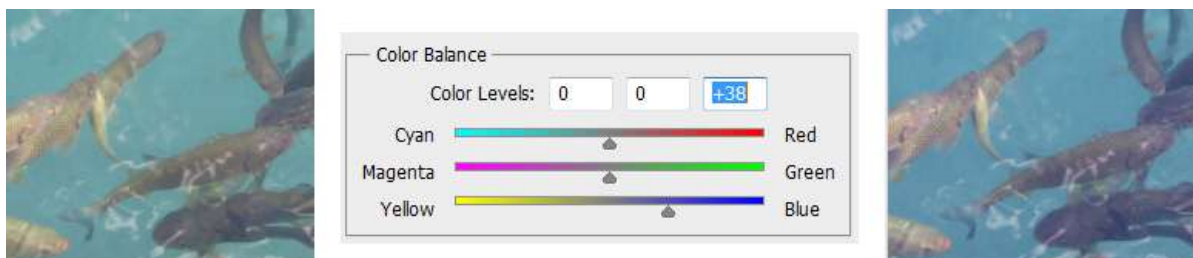 Color Balance
Color Levels: 0 0 +38
Cyan Red
Magenta Green
Yellow Blue